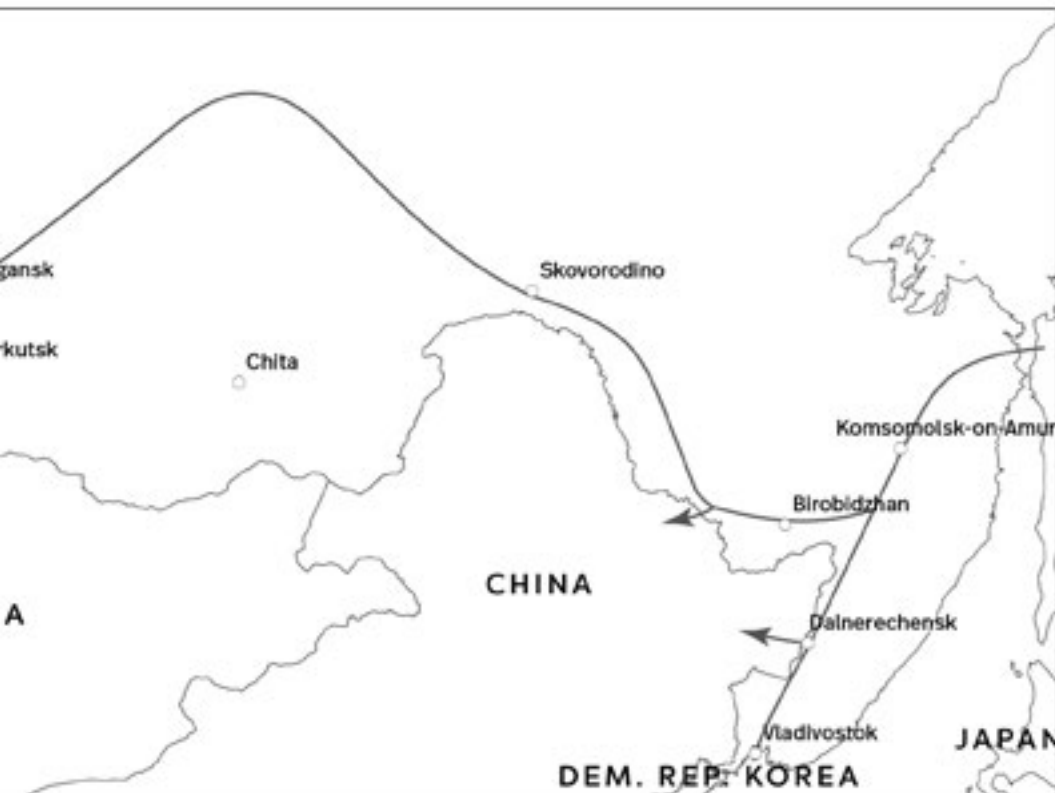 gansk
Skovorodino
rkutsk
Chita
Komsomolsk-on-Amur
Birobidzhan
CHINA
A
Dalnerechensk
Vladivostok
JAPAN
DEM. REP. KOREA